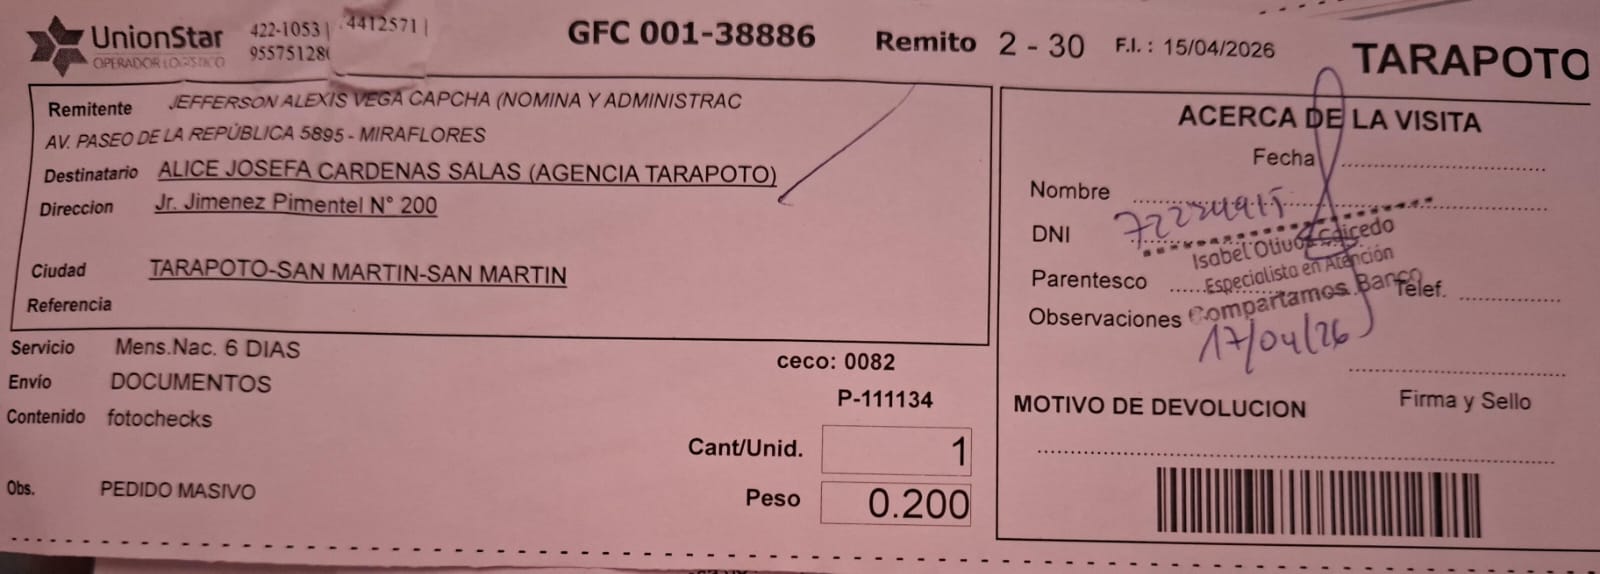 UnionStar
OPERADOR LOGISTICO
422-1053 | 4412571 |
95575128
GFC 001-38886
Remito 2 - 30
F.I. : 15/04/2026
TARAPOTO
Remitente JEFFERSON ALEXIS VEGA CAPCHA (NOMINA Y ADMINISTRAC
AV. PASEO DE LA REPÚBLICA 5895 - MIRAFLORES
Destinatario ALICE JOSEFA CARDENAS SALAS (AGENCIA TARAPOTO)
Direccion Jr. Jimenez Pimentel N° 200
Ciudad TARAPOTO-SAN MARTIN-SAN MARTIN
Referencia
Servicio Mens.Nac. 6 DIAS
Envío DOCUMENTOS
Contenido fotochecks
Obs. PEDIDO MASIVO
ceco: 0082
P-111134
Cant/Unid. 1
Peso 0.200
ACERCA DE LA VISITA
Fecha
Nombre
DNI
Isabel Caicedo
Parentesco Especialista en Atención
Compartamos Banco
Telef.
Observaciones
17/04/26
Firma y Sello
MOTIVO DE DEVOLUCION